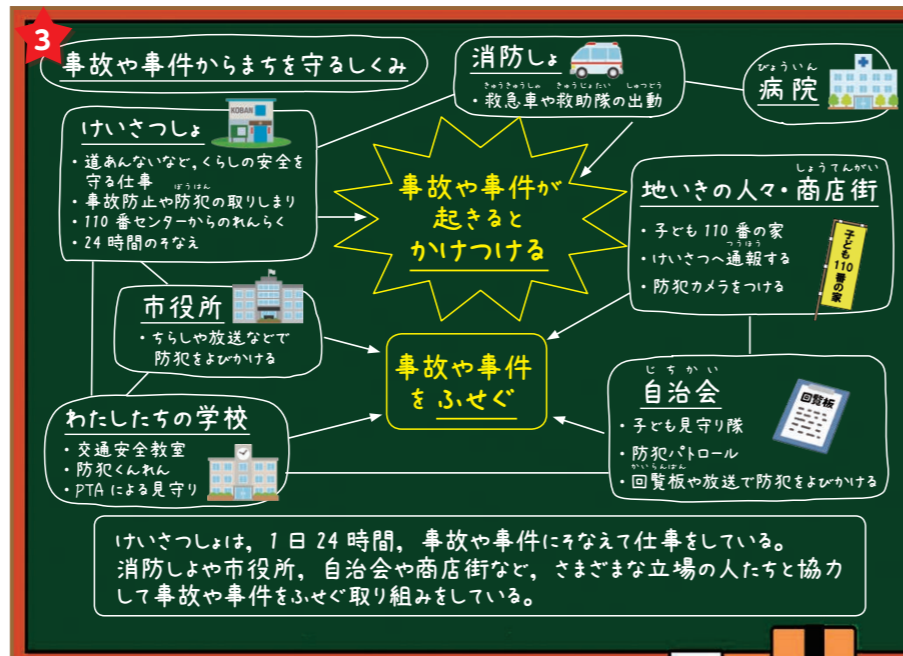 3
事故や事件からまちを守るしくみ
消防しょ
きゅうきゅうしゃ きゅうじょたい しゅつどう
・救急車や救助隊の出動
びょういん
病院
KOBAN
けいさつしょ
・道あんないなど,くらしの安全を
守る仕事
ぼうはん
・事故防止や防犯の取りしまり
・110番センターからのれんらく
・24時間のそなえ
事故や事件が
起きると
かけつける
しょうてんがい
地いきの人々・商店街
・子ども110番の家
つうほう
・けいさつへ通報する
・防犯カメラをつける
子ども110番の家
市役所
・ちらしや放送などで
防犯をよびかける
事故や事件
をふせぐ
じちかい
自治会
・子ども見守り隊
・防犯パトロール
かいらんばん
・回覧板や放送で防犯をよびかける
回覧板
わたしたちの学校
・交通安全教室
・防犯くんれん
・PTAによる見守り
けいさつしょは,1日24時間,事故や事件にそなえて仕事をしている。
消防しよや市役所,自治会や商店街など,さまざまな立場の人たちと協力
して事故や事件をふせぐ取り組みをしている。